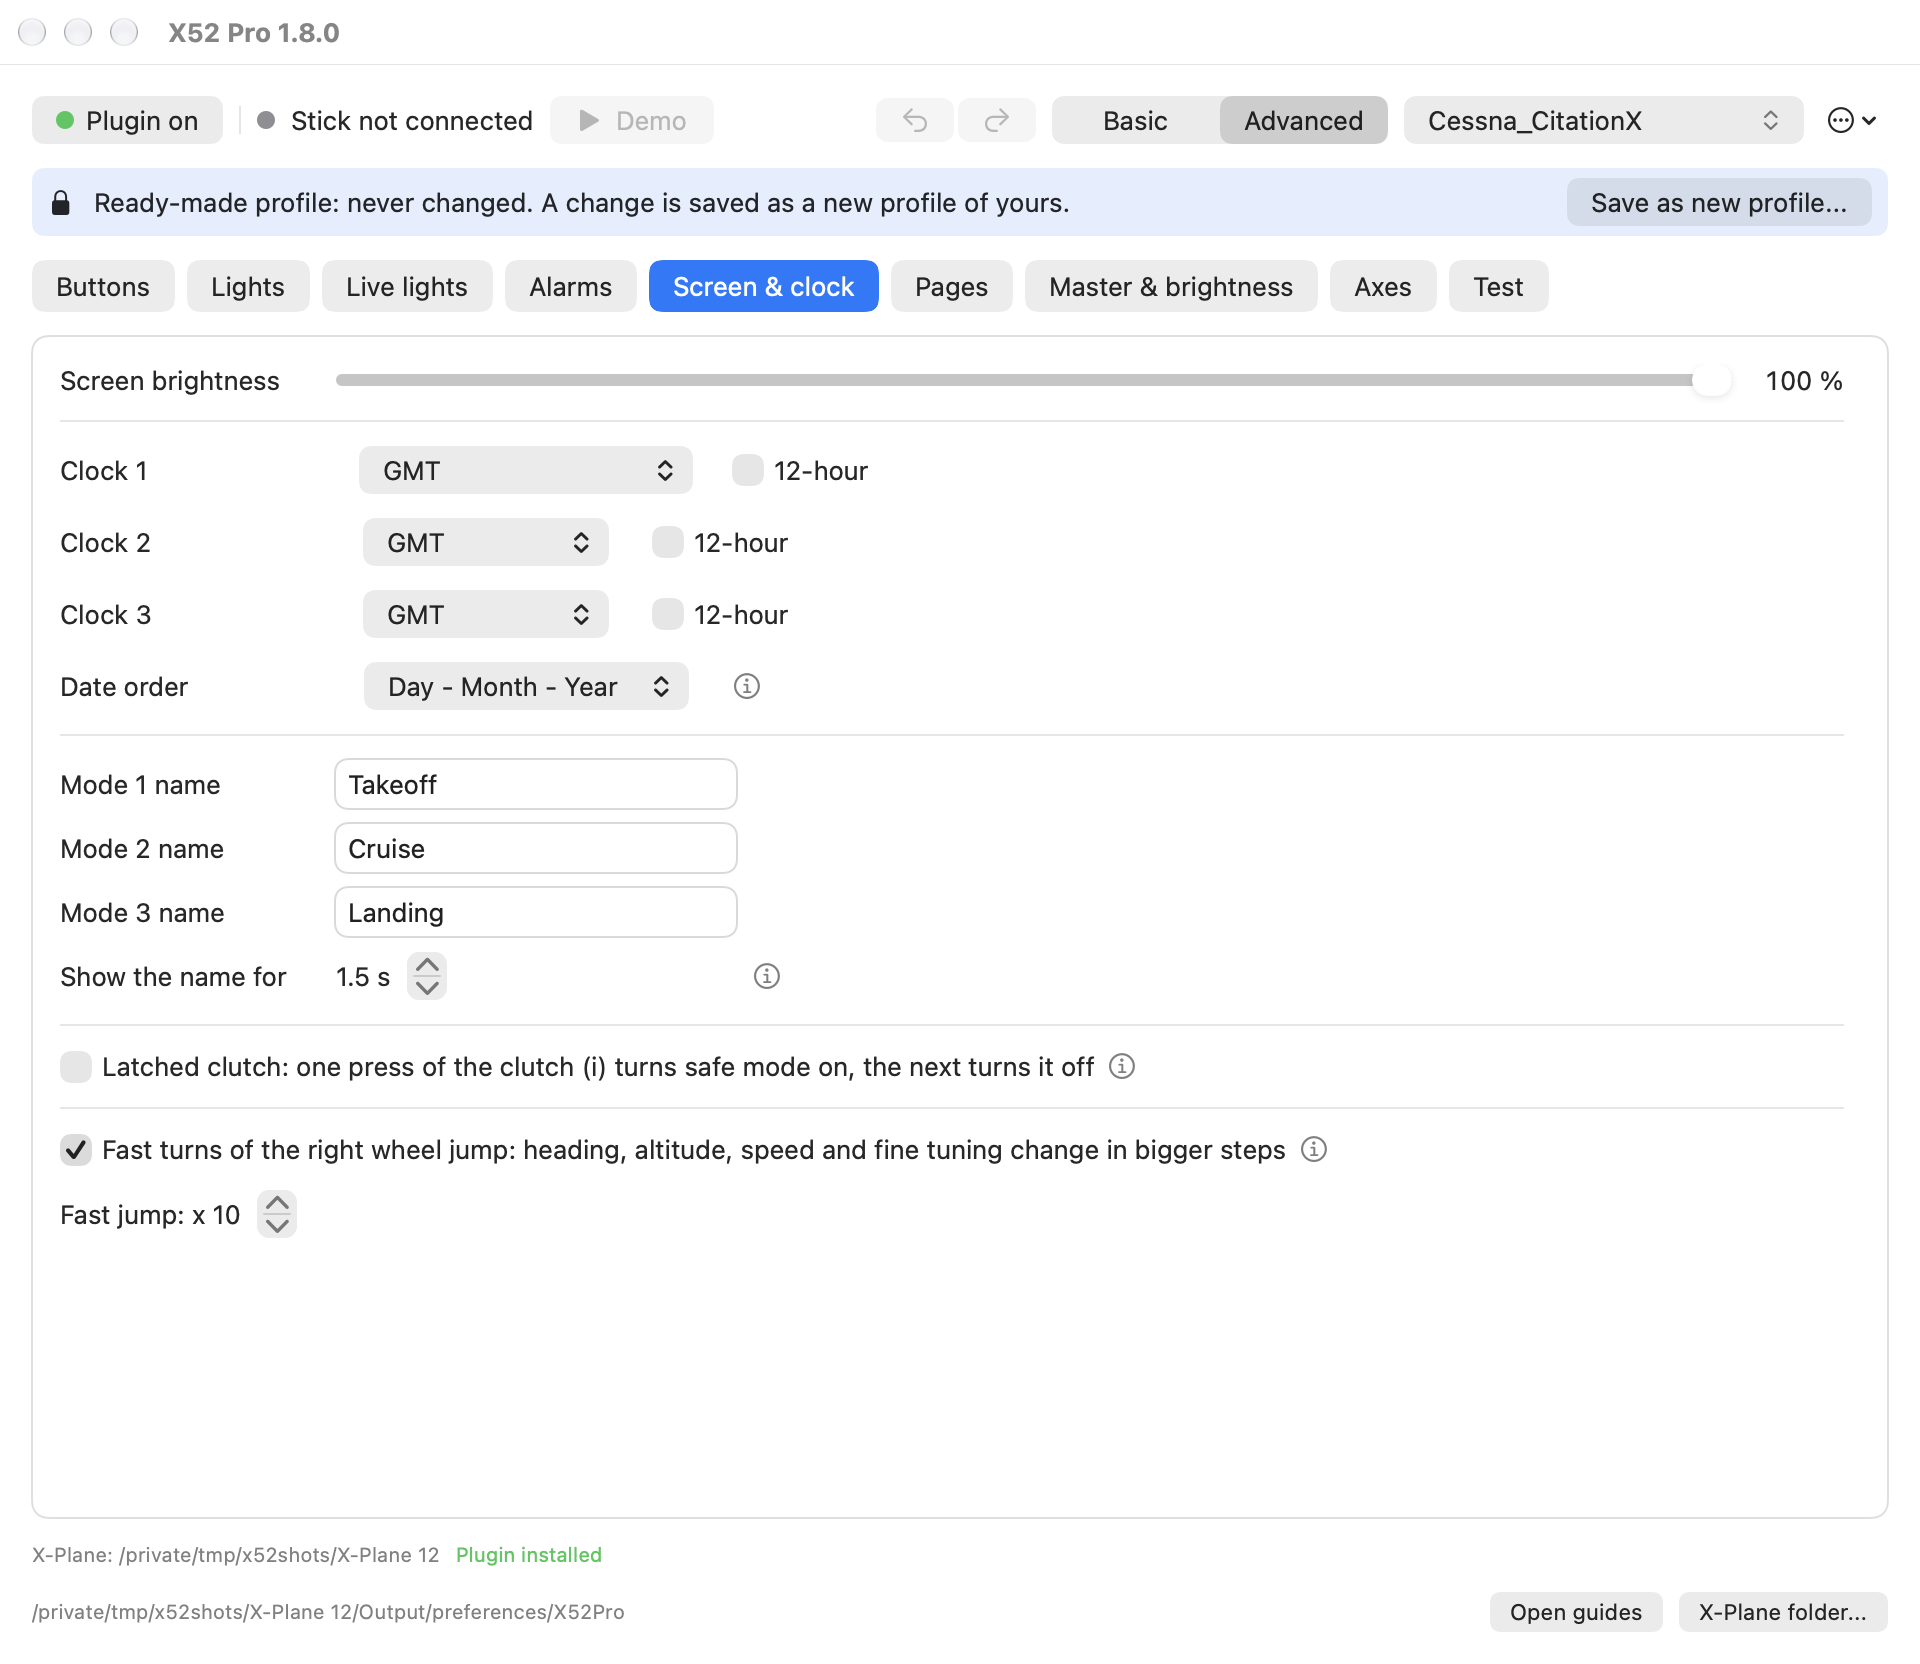 X52 Pro 1.8.0
Plugin on
Stick not connected
Demo
Basic
Advanced
Cessna_CitationX
Ready-made profile: never changed. A change is saved as a new profile of yours.
Save as new profile...
Buttons
Lights
Live lights
Alarms
Screen & clock
Pages
Master & brightness
Axes
Test
Screen brightness
100 %
Clock 1
GMT
12-hour
Clock 2
GMT
12-hour
Clock 3
GMT
12-hour
Date order
Day - Month - Year
Mode 1 name
Takeoff
Mode 2 name
Cruise
Mode 3 name
Landing
Show the name for
1.5 s
Latched clutch: one press of the clutch (i) turns safe mode on, the next turns it off
Fast turns of the right wheel jump: heading, altitude, speed and fine tuning change in bigger steps
Fast jump: x 10
X-Plane: /private/tmp/x52shots/X-Plane 12
Plugin installed
/private/tmp/x52shots/X-Plane 12/Output/preferences/X52Pro
Open guides
X-Plane folder...